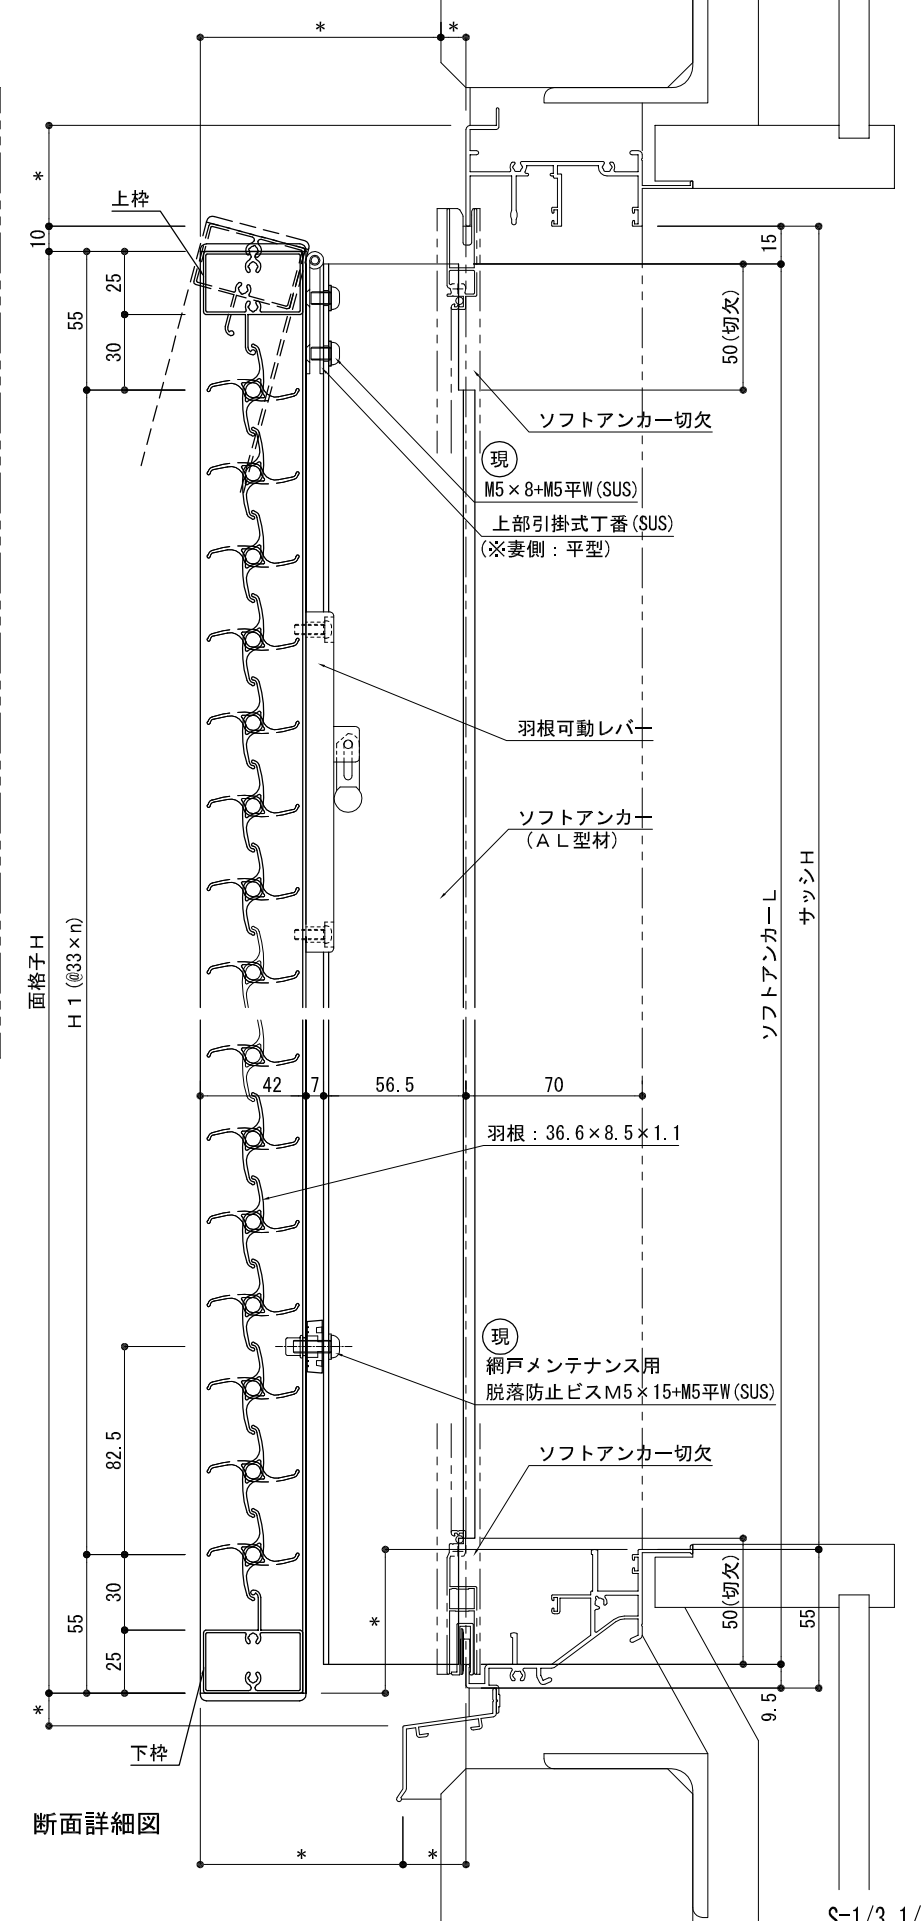 *
*
*
上枠
10
25
55
30
15
50(切欠)
ソフトアンカー切欠
現
M5×8+M5平W(SUS)
上部引掛式丁番(SUS)
(※妻側：平型)
羽根可動レバー
ソフトアンカー
(ＡＬ型材)
面格子Ｈ
Ｈ１(@33×n)
ソフトアンカーＬ
サッシＨ
42
7
56.5
70
羽根：36.6×8.5×1.1
現
網戸メンテナンス用
脱落防止ビスＭ5×15+M5平W(SUS)
82.5
ソフトアンカー切欠
50(切欠)
55
30
25
55
*
9.5
*
下枠
断面詳細図
*
*
S=1/3,1/